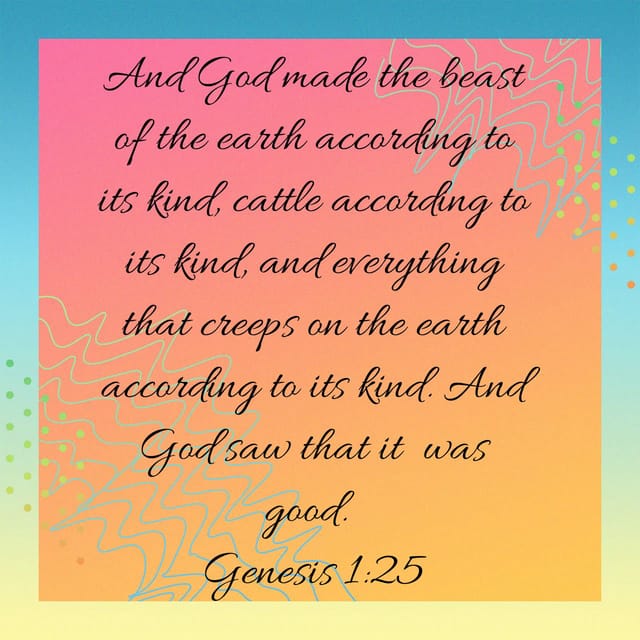 And God made the beast
of the earth according to
its kind, cattle according to
its kind, and everything
that creeps on the earth
according to its kind. And
God saw that it  was
good.
Genesis 1:25